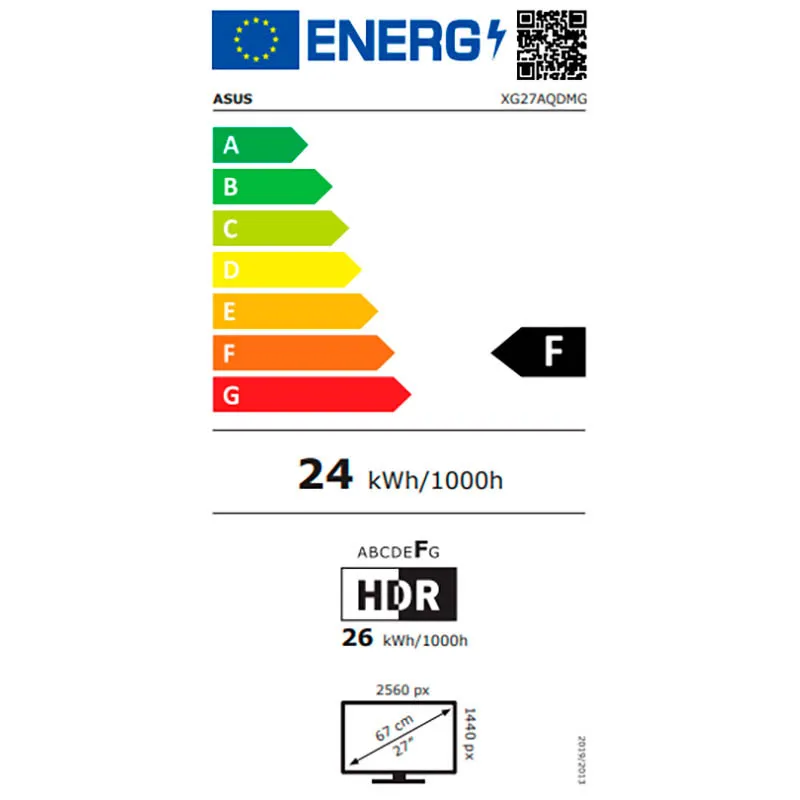 ENERG
ASUS XG27AQDMG
A
B
C
D
E
F F
G
24 kWh/1000h
ABCDEFG
HDR
26 kWh/1000h
2560 px
67 cm
27"
1440 px
2019/2013